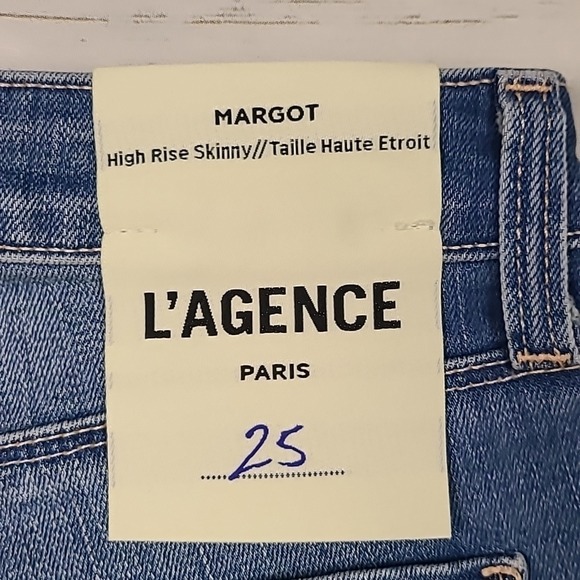 MARGOT
High Rise Skinny//Taille Haute Etroit
L'AGENCE
PARIS
25